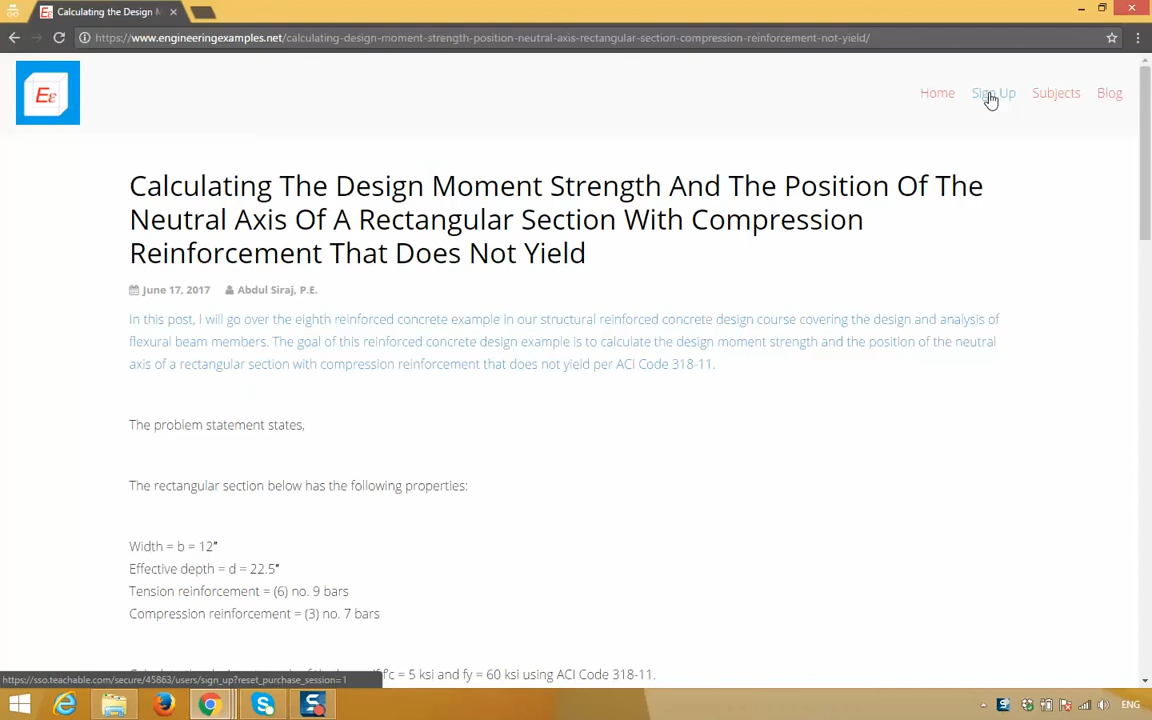 Calculating the Design M
https://www.engineeringexamples.net/calculating-design-moment-strength-position-neutral-axis-rectangular-section-compression-reinforcement-not-yield/
Eε
Home Sign Up Subjects Blog
Calculating The Design Moment Strength And The Position Of The
Neutral Axis Of A Rectangular Section With Compression
Reinforcement That Does Not Yield
June 17, 2017 Abdul Siraj, P.E.
In this post, I will go over the eighth reinforced concrete example in our structural reinforced concrete design course covering the design and analysis of
flexural beam members. The goal of this reinforced concrete design example is to calculate the design moment strength and the position of the neutral
axis of a rectangular section with compression reinforcement that does not yield per ACI Code 318-11.
The problem statement states,
The rectangular section below has the following properties:
Width = b = 12″
Effective depth = d = 22.5″
Tension reinforcement = (6) no. 9 bars
Compression reinforcement = (3) no. 7 bars
f'c = 5 ksi and fy = 60 ksi using ACI Code 318-11.
https://sso.teachable.com/secure/45863/users/sign_up?reset_purchase_session=1
ENG